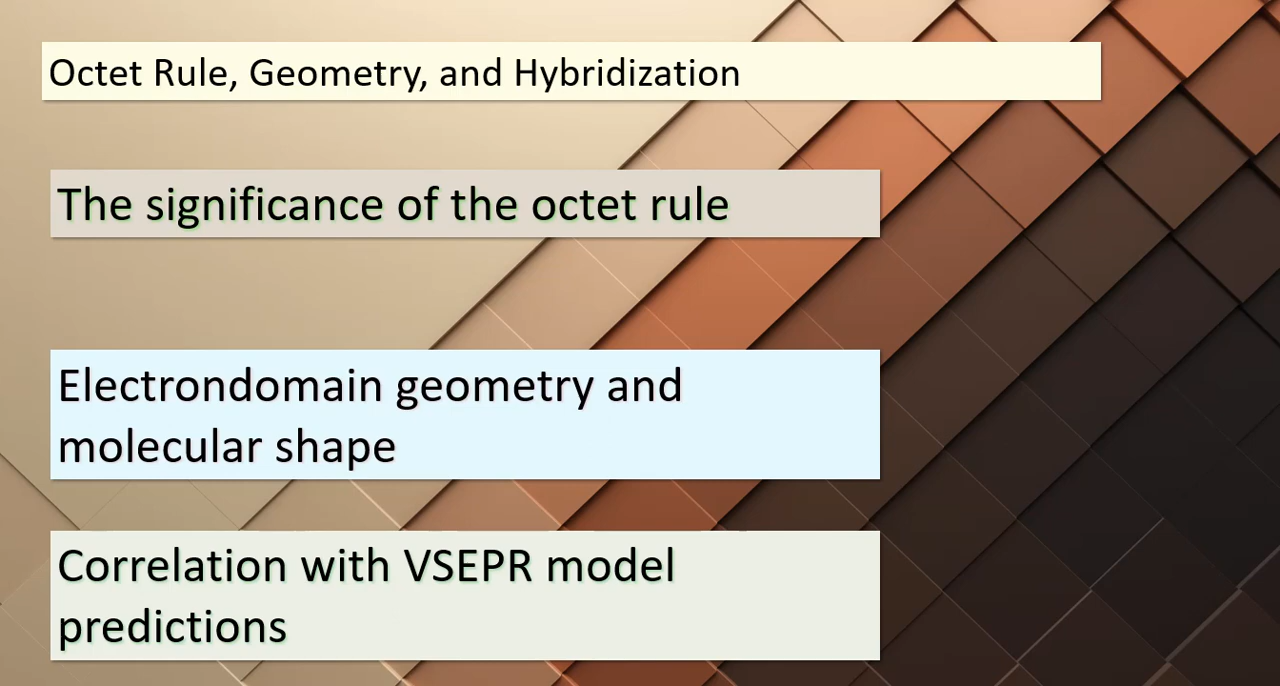 Octet Rule, Geometry, and Hybridization
The significance of the octet rule
Electrondomain geometry and
molecular shape
Correlation with VSEPR model
predictions